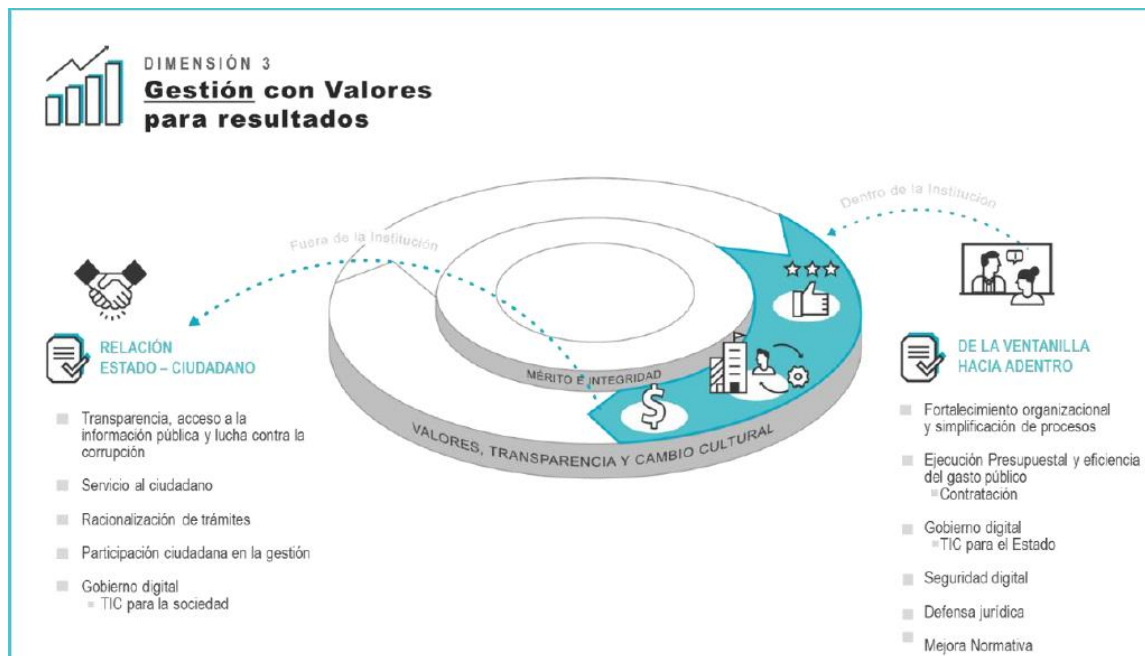 DIMENSIÓN 3
Gestión con Valores
para resultados
Fuera de la Institución
Dentro de la Institución
MÉRITO E INTEGRIDAD
VALORES, TRANSPARENCIA Y CAMBIO CULTURAL
RELACIÓN
ESTADO – CIUDADANO
Transparencia, acceso a la
información pública y lucha contra la
corrupción
Servicio al ciudadano
Racionalización de trámites
Participación ciudadana en la gestión
Gobierno digital
TIC para la sociedad
DE LA VENTANILLA
HACIA ADENTRO
Fortalecimiento organizacional
y simplificación de procesos
Ejecución Presupuestal y eficiencia
del gasto público
Contratación
Gobierno digital
TIC para el Estado
Seguridad digital
Defensa jurídica
Mejora Normativa